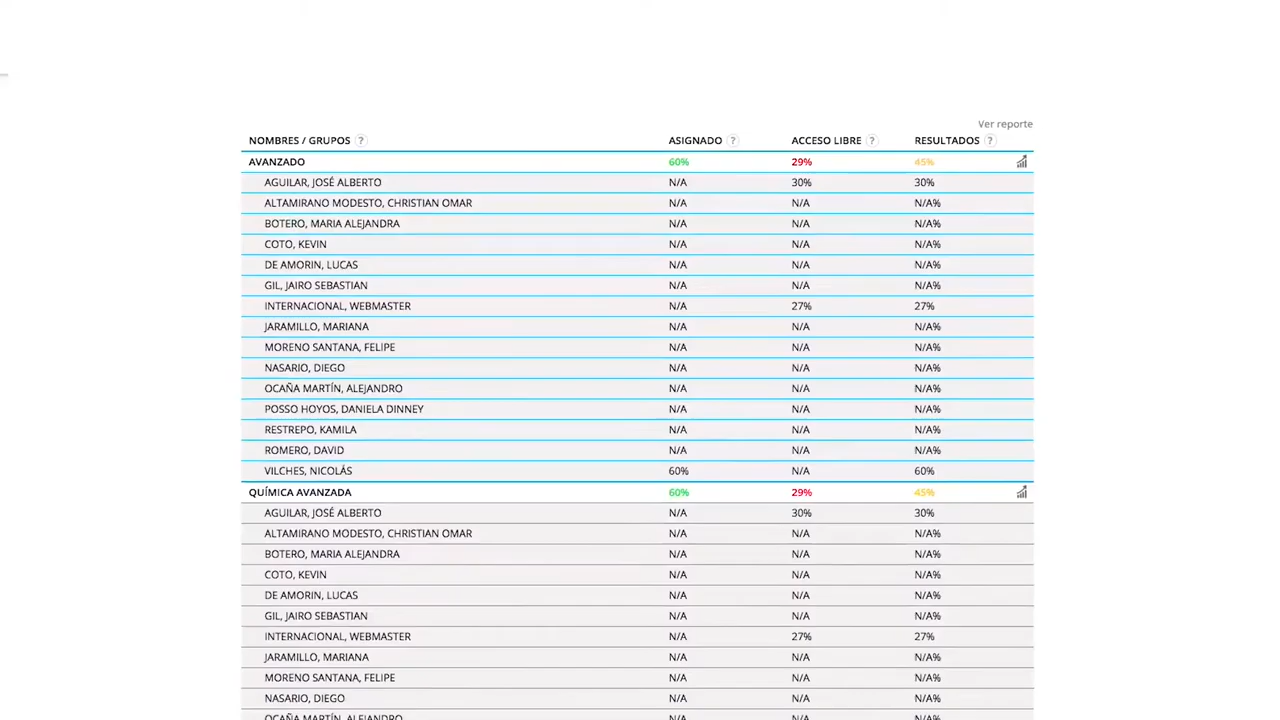 Ver reporte
NOMBRES / GRUPOS ? ASIGNADO ? ACCESO LIBRE ? RESULTADOS ?
AVANZADO 60% 29% 45%
AGUILAR, JOSÉ ALBERTO N/A 30% 30%
ALTAMIRANO MODESTO, CHRISTIAN OMAR N/A N/A N/A%
BOTERO, MARIA ALEJANDRA N/A N/A N/A%
COTO, KEVIN N/A N/A N/A%
DE AMORIN, LUCAS N/A N/A N/A%
GIL, JAIRO SEBASTIAN N/A N/A N/A%
INTERNACIONAL, WEBMASTER N/A 27% 27%
JARAMILLO, MARIANA N/A N/A N/A%
MORENO SANTANA, FELIPE N/A N/A N/A%
NASARIO, DIEGO N/A N/A N/A%
OCAÑA MARTÍN, ALEJANDRO N/A N/A N/A%
POSSO HOYOS, DANIELA DINNEY N/A N/A N/A%
RESTREPO, KAMILA N/A N/A N/A%
ROMERO, DAVID N/A N/A N/A%
VILCHES, NICOLÁS 60% N/A 60%
QUÍMICA AVANZADA 60% 29% 45%
AGUILAR, JOSÉ ALBERTO N/A 30% 30%
ALTAMIRANO MODESTO, CHRISTIAN OMAR N/A N/A N/A%
BOTERO, MARIA ALEJANDRA N/A N/A N/A%
COTO, KEVIN N/A N/A N/A%
DE AMORIN, LUCAS N/A N/A N/A%
GIL, JAIRO SEBASTIAN N/A N/A N/A%
INTERNACIONAL, WEBMASTER N/A 27% 27%
JARAMILLO, MARIANA N/A N/A N/A%
MORENO SANTANA, FELIPE N/A N/A N/A%
NASARIO, DIEGO N/A N/A N/A%
OCAÑA MARTÍN, ALEJANDRO N/A N/A N/A%